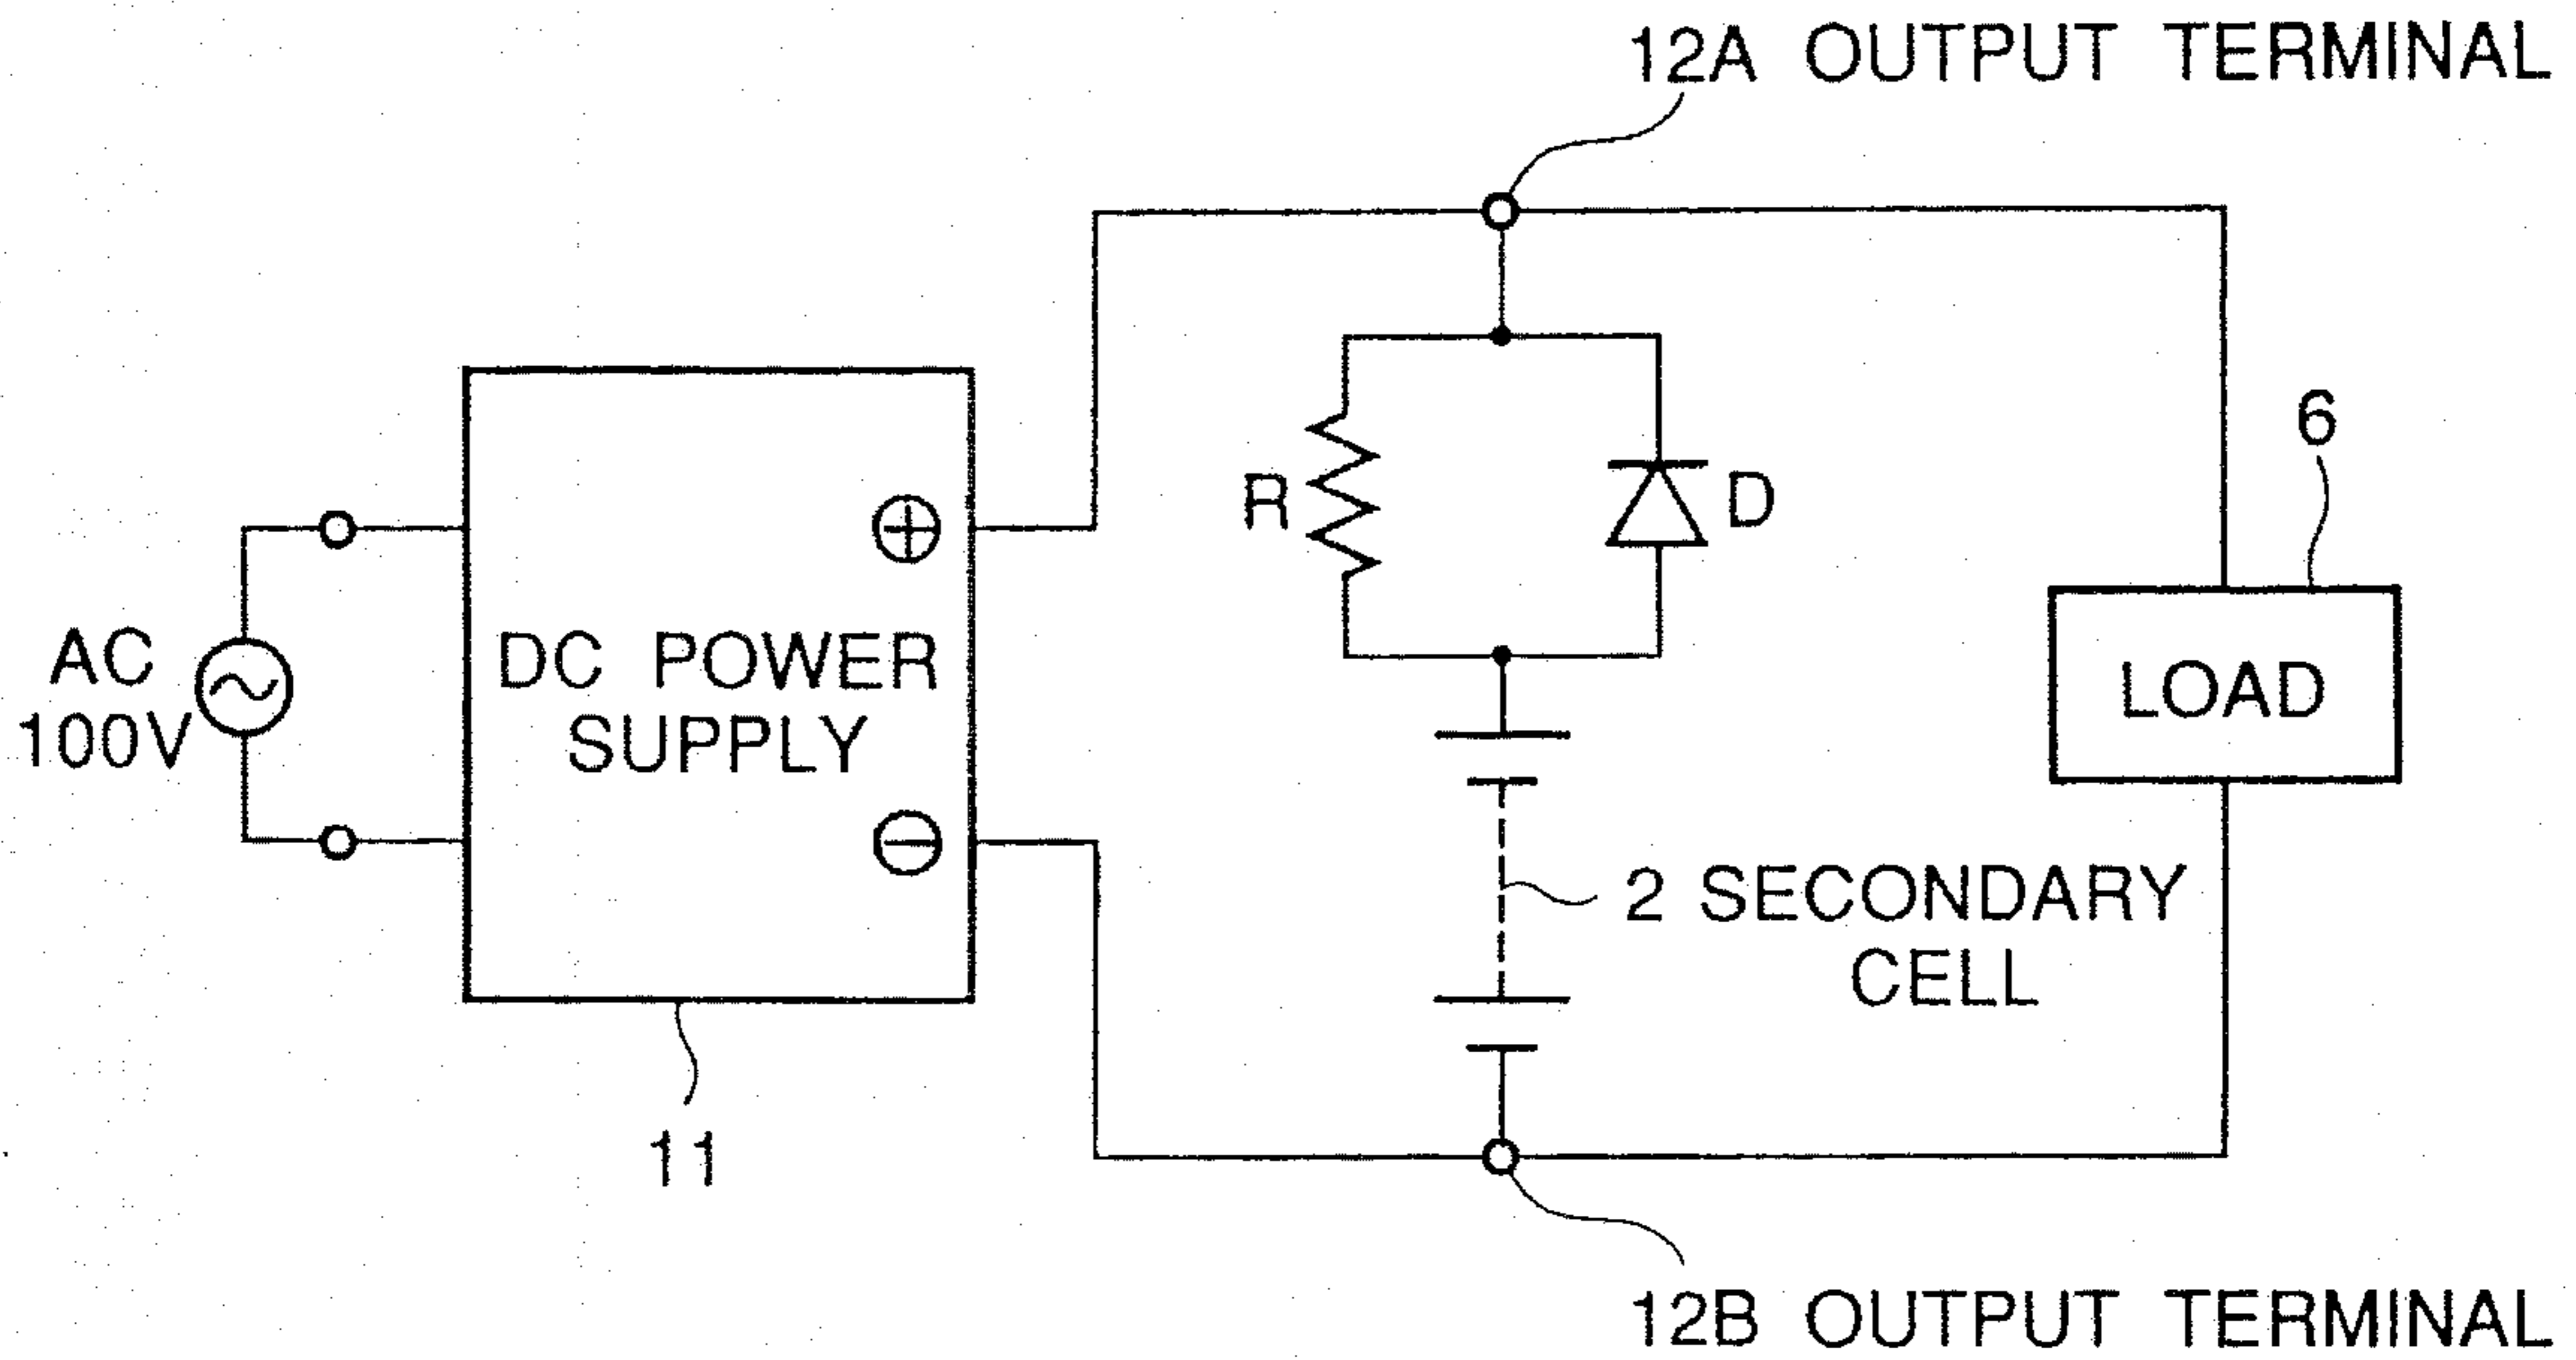 12A OUTPUT TERMINAL
6
R
D
AC
100V
DC POWER
SUPPLY
LOAD
2 SECONDARY
CELL
11
12B OUTPUT TERMINAL